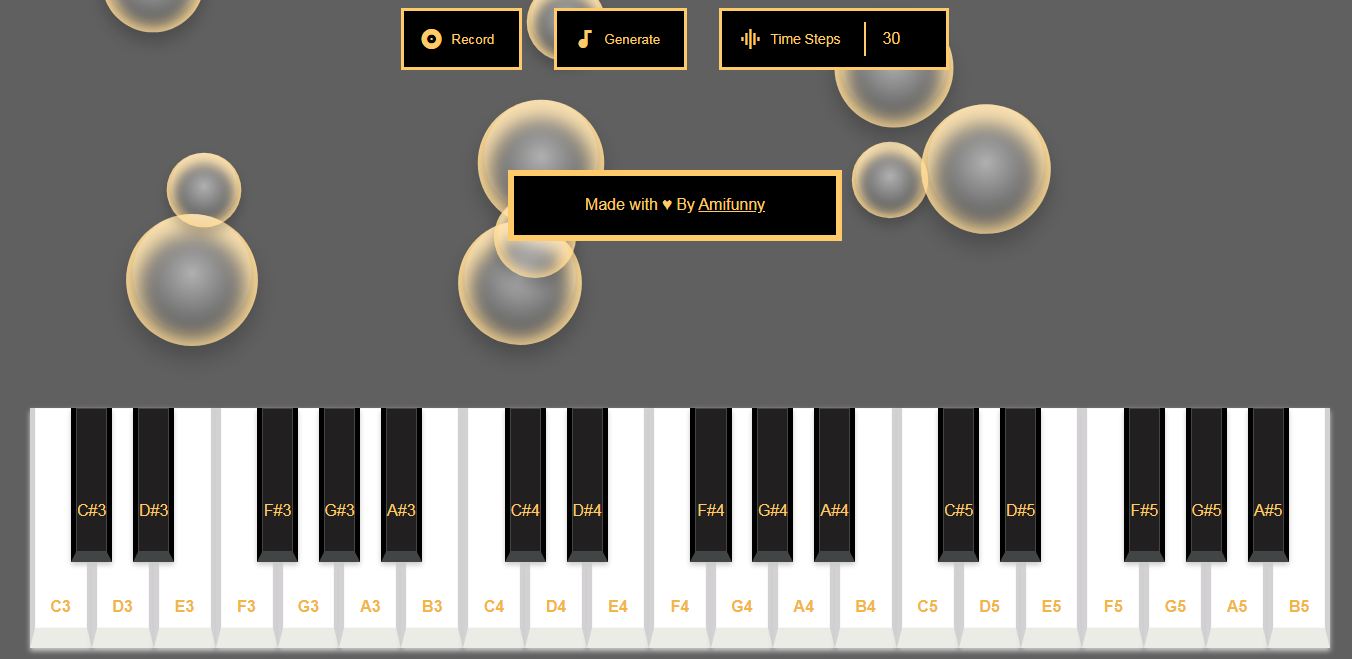 Record
Generate
Time Steps 30
Made with ♥ By Amifunny
C#3 D#3 F#3 G#3 A#3 C#4 D#4 F#4 G#4 A#4 C#5 D#5 F#5 G#5 A#5
C3 D3 E3 F3 G3 A3 B3 C4 D4 E4 F4 G4 A4 B4 C5 D5 E5 F5 G5 A5 B5